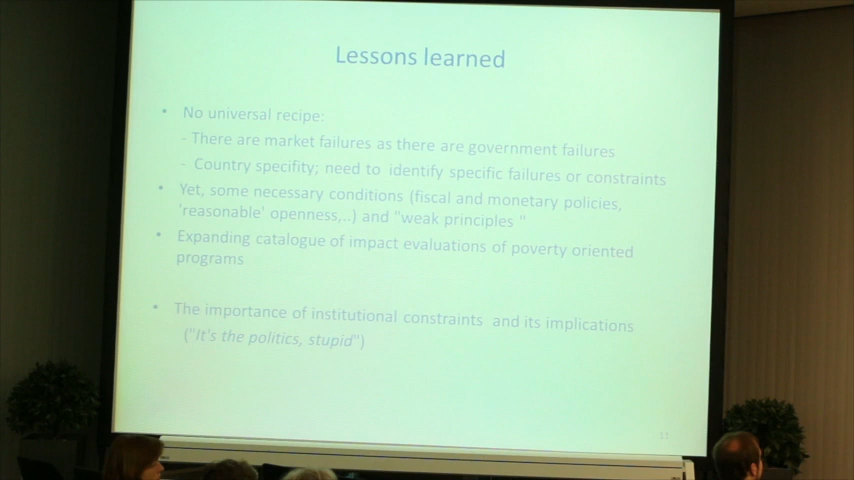 Lessons learned
• No universal recipe:
- There are market failures as there are government failures
- Country specifity; need to identify specific failures or constraints
• Yet, some necessary conditions (fiscal and monetary policies,
'reasonable' openness,..) and "weak principles "
• Expanding catalogue of impact evaluations of poverty oriented
programs
• The importance of institutional constraints and its implications
("It's the politics, stupid")